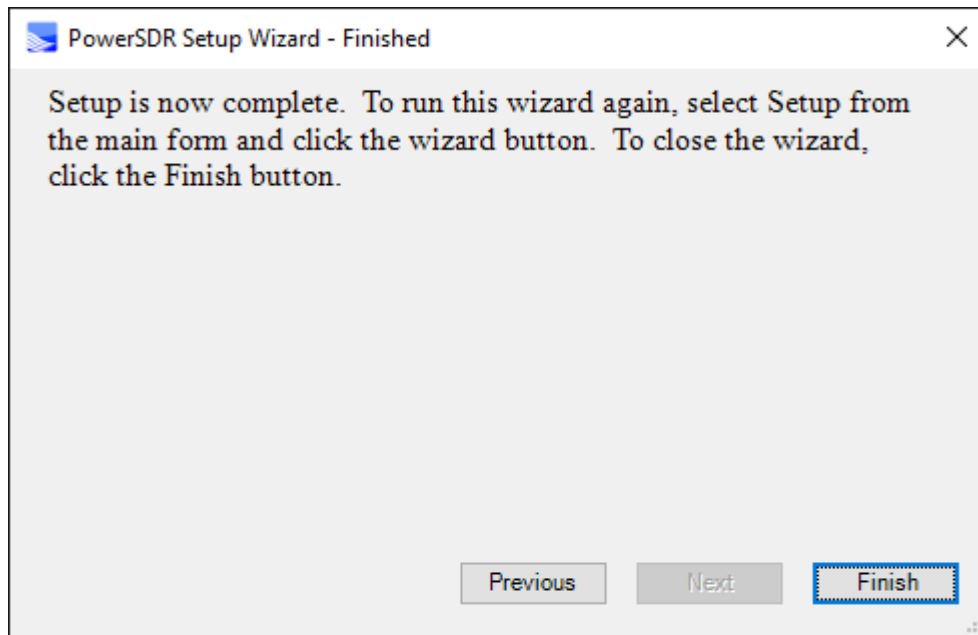 PowerSDR Setup Wizard - Finished
Setup is now complete.  To run this wizard again, select Setup from
the main form and click the wizard button.  To close the wizard,
click the Finish button.
Previous
Next
Finish